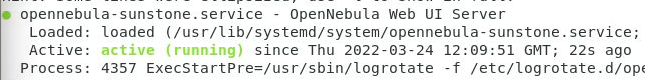 ● opennebula-sunstone.service - OpenNebula Web UI Server
Loaded: loaded (/usr/lib/systemd/system/opennebula-sunstone.service;
Active: active (running) since Thu 2022-03-24 12:09:51 GMT; 22s ago
Process: 4357 ExecStartPre=/usr/sbin/logrotate -f /etc/logrotate.d/ope